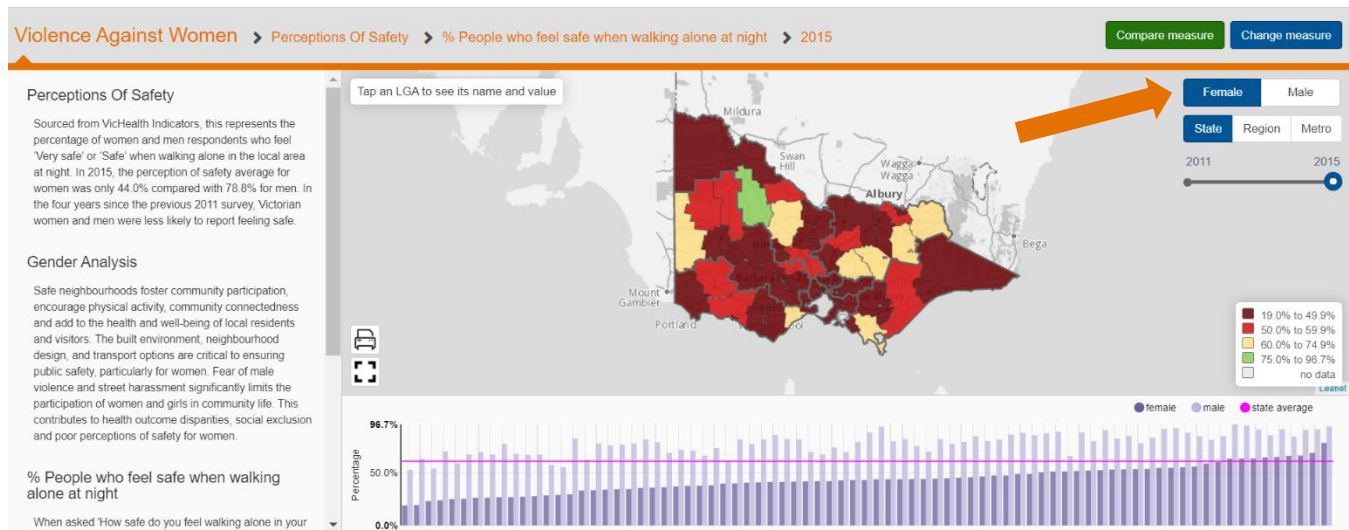 Violence Against Women > Perceptions Of Safety > % People who feel safe when walking alone at night > 2015
Compare measure
Change measure
Perceptions Of Safety
Sourced from VicHealth Indicators, this represents the
percentage of women and men respondents who feel
'Very safe' or 'Safe' when walking alone in the local area
at night. In 2015, the perception of safety average for
women was only 44.0% compared with 78.8% for men. In
the four years since the previous 2011 survey, Victorian
women and men were less likely to report feeling safe.
Gender Analysis
Safe neighbourhoods foster community participation,
encourage physical activity, community connectedness
and add to the health and well-being of local residents
and visitors. The built environment, neighbourhood
design, and transport options are critical to ensuring
public safety, particularly for women. Fear of male
violence and street harassment significantly limits the
participation of women and girls in community life. This
contributes to health outcome disparities, social exclusion
and poor perceptions of safety for women.
% People who feel safe when walking
alone at night
When asked 'How safe do you feel walking alone in your
Tap an LGA to see its name and value
Mildura
Swan
Hill
Wagga
Wagga
Albury
Bega
Mount
Gambier
Portland
Female
Male
State
Region
Metro
2011
2015
19.0% to 49.9%
50.0% to 59.9%
60.0% to 74.9%
75.0% to 96.7%
no data
Leaflet
female
male
state average
96.7%
50.0%
0.0%
Percentage